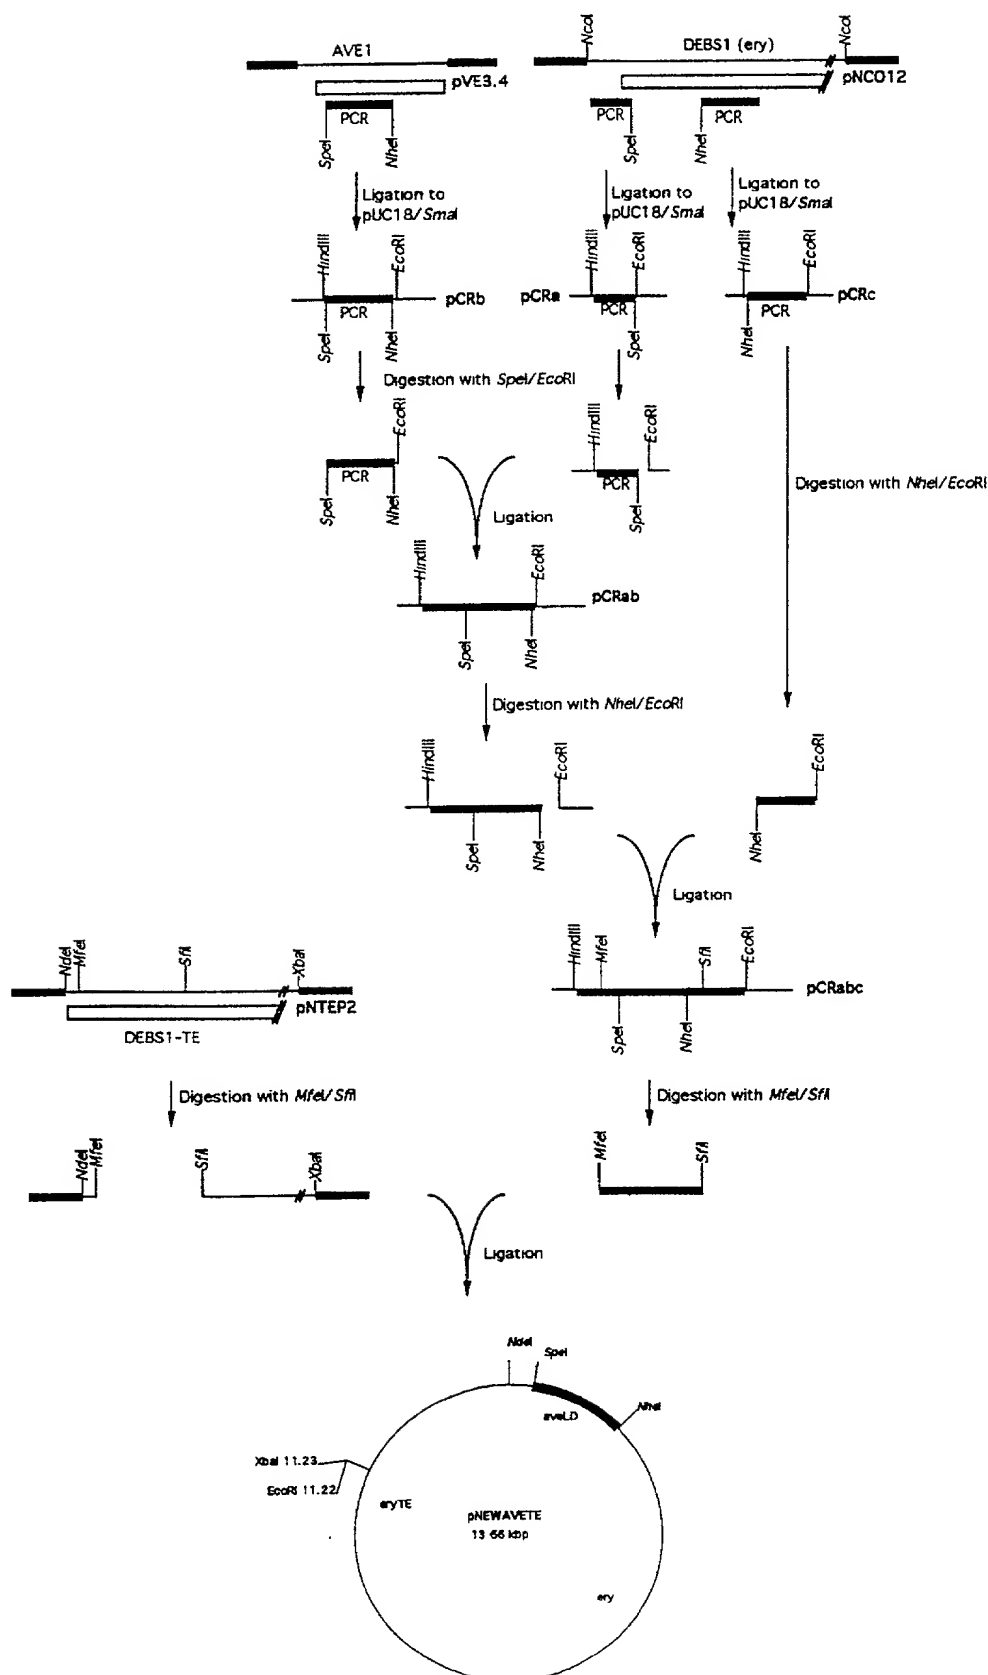 AVE1
pVE3.4
PCR
SpeI
NheI
NcoI
DEBS1 (ery)
NcoI
pNCO12
PCR
SpeI
PCR
NheI
Ligation to
pUC18/SmaI
Ligation to
pUC18/SmaI
Ligation to
pUC18/SmaI
HindIII
EcoRI
pCRb
PCR
SpeI
NheI
HindIII
EcoRI
pCRa
PCR
SpeI
HindIII
EcoRI
pCRc
PCR
NheI
Digestion with SpeI/EcoRI
EcoRI
PCR
SpeI
NheI
HindIII
EcoRI
PCR
SpeI
Digestion with NheI/EcoRI
Ligation
HindIII
EcoRI
pCRab
SpeI
NheI
Digestion with NheI/EcoRI
HindIII
EcoRI
SpeI
NheI
EcoRI
NheI
Ligation
NdeI
MfeI
SfiI
XbaI
pNTEP2
DEBS1-TE
HindIII
MfeI
SfiI
EcoRI
pCRabc
SpeI
NheI
Digestion with MfeI/SfiI
Digestion with MfeI/SfiI
NdeI
MfeI
SfiI
XbaI
MfeI
SfiI
Ligation
NdeI
SpeI
aveLD
NheI
XbaI 11.23
EcoRI 11.22
eryTE
pNEWAVETE
13.66 kbp
ery